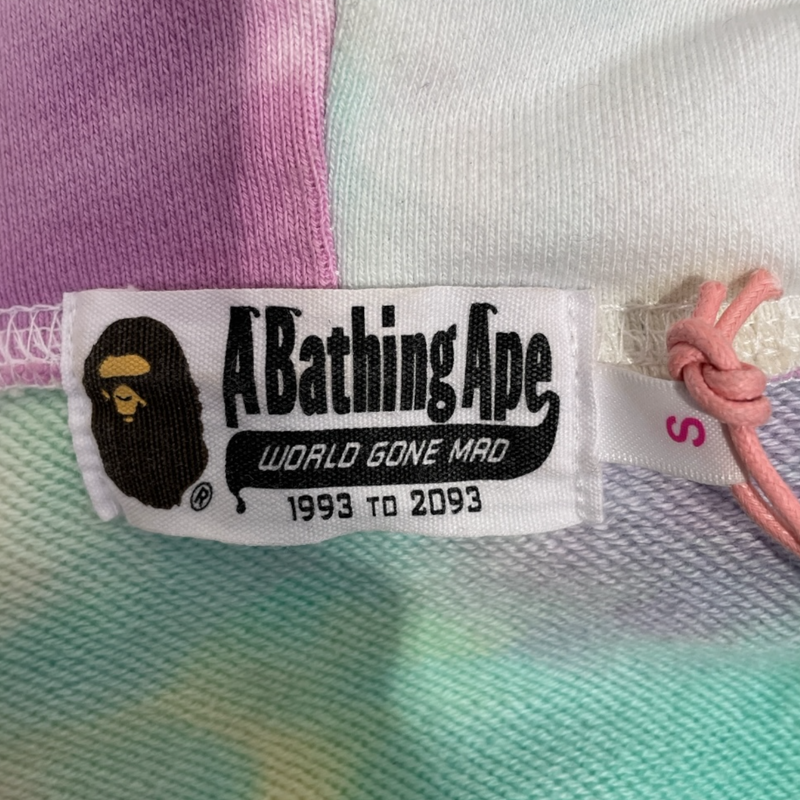 A Bathing Ape
WORLD GONE MAD
1993 TO 2093
®
S